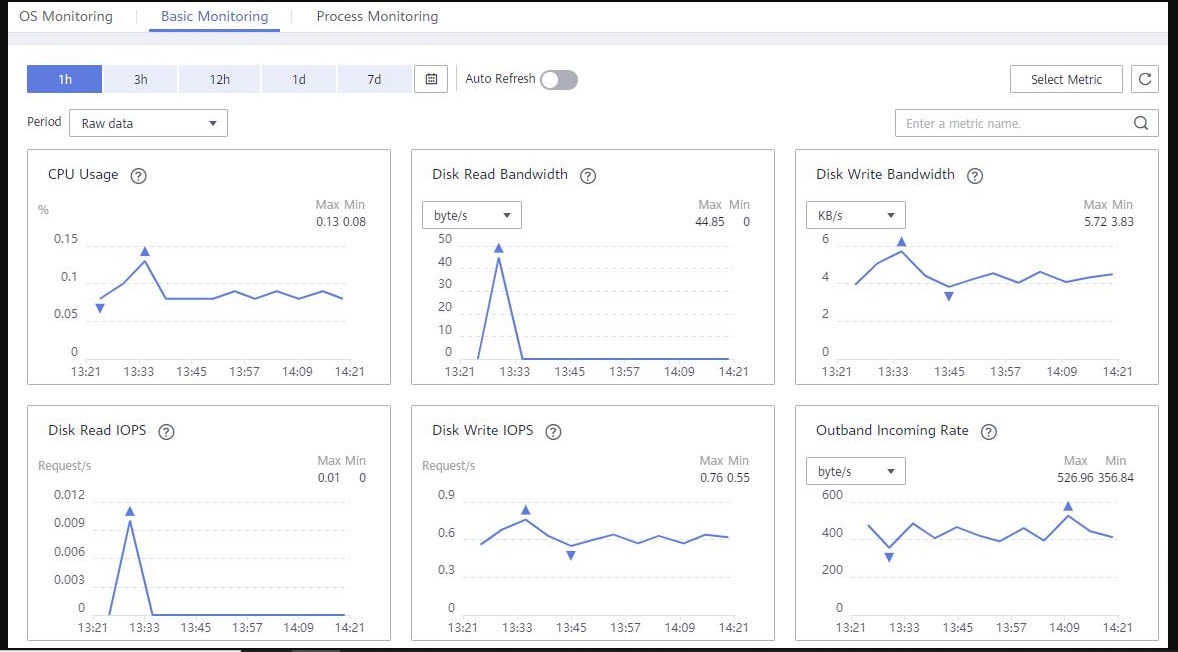 OS Monitoring Basic Monitoring Process Monitoring
1h 3h 12h 1d 7d Auto Refresh Select Metric
Period Raw data Enter a metric name.
CPU Usage ?
Max Min
% 0.13 0.08
0.15
0.1
0.05
0
13:21 13:33 13:45 13:57 14:09 14:21
Disk Read Bandwidth ?
Max Min
byte/s 44.85 0
50
40
30
20
10
0
13:21 13:33 13:45 13:57 14:09 14:21
Disk Write Bandwidth ?
Max Min
KB/s 5.72 3.83
6
4
2
0
13:21 13:33 13:45 13:57 14:09 14:21
Disk Read IOPS ?
Max Min
Request/s 0.01 0
0.012
0.009
0.006
0.003
0
13:21 13:33 13:45 13:57 14:09 14:21
Disk Write IOPS ?
Max Min
Request/s 0.76 0.55
0.9
0.6
0.3
0
13:21 13:33 13:45 13:57 14:09 14:21
Outband Incoming Rate ?
Max Min
byte/s 526.96 356.84
600
400
200
0
13:21 13:33 13:45 13:57 14:09 14:21